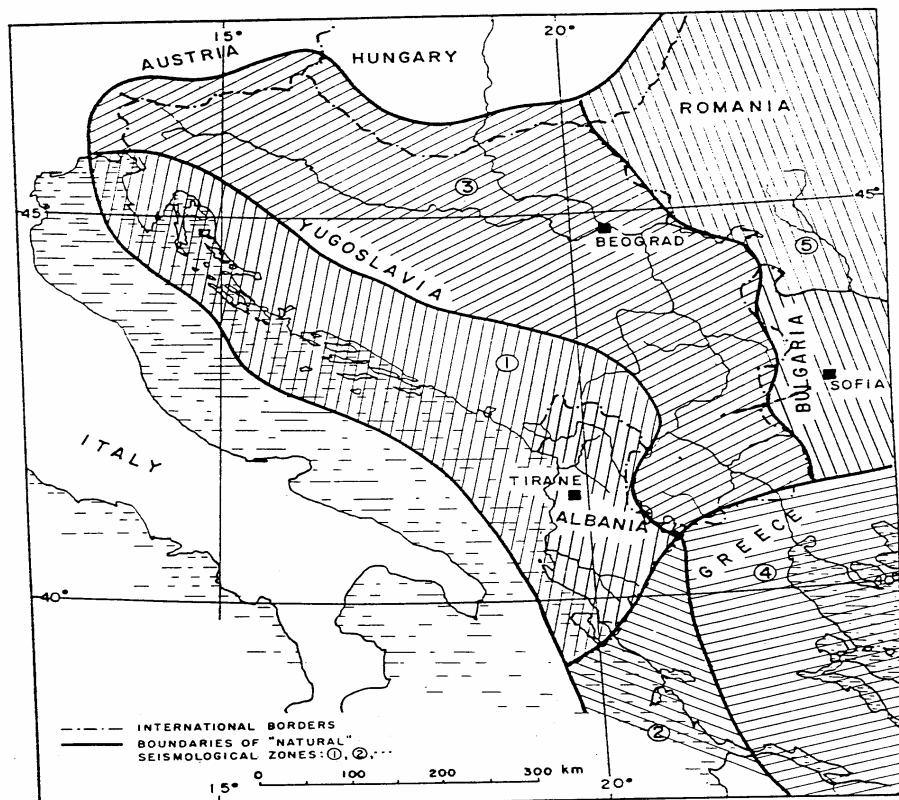 15° 20°
AUSTRIA HUNGARY
ROMANIA
③
45° 45°
YUGOSLAVIA BEOGRAD ⑤
BULGARIA
① SOFIA
ITALY
TIRANE
ALBANIA
GREECE
④
40° 40°
②
INTERNATIONAL BORDERS
BOUNDARIES OF "NATURAL"
SEISMOLOGICAL ZONES: ①, ②, ···
15° 0 100 200 300 km 20°